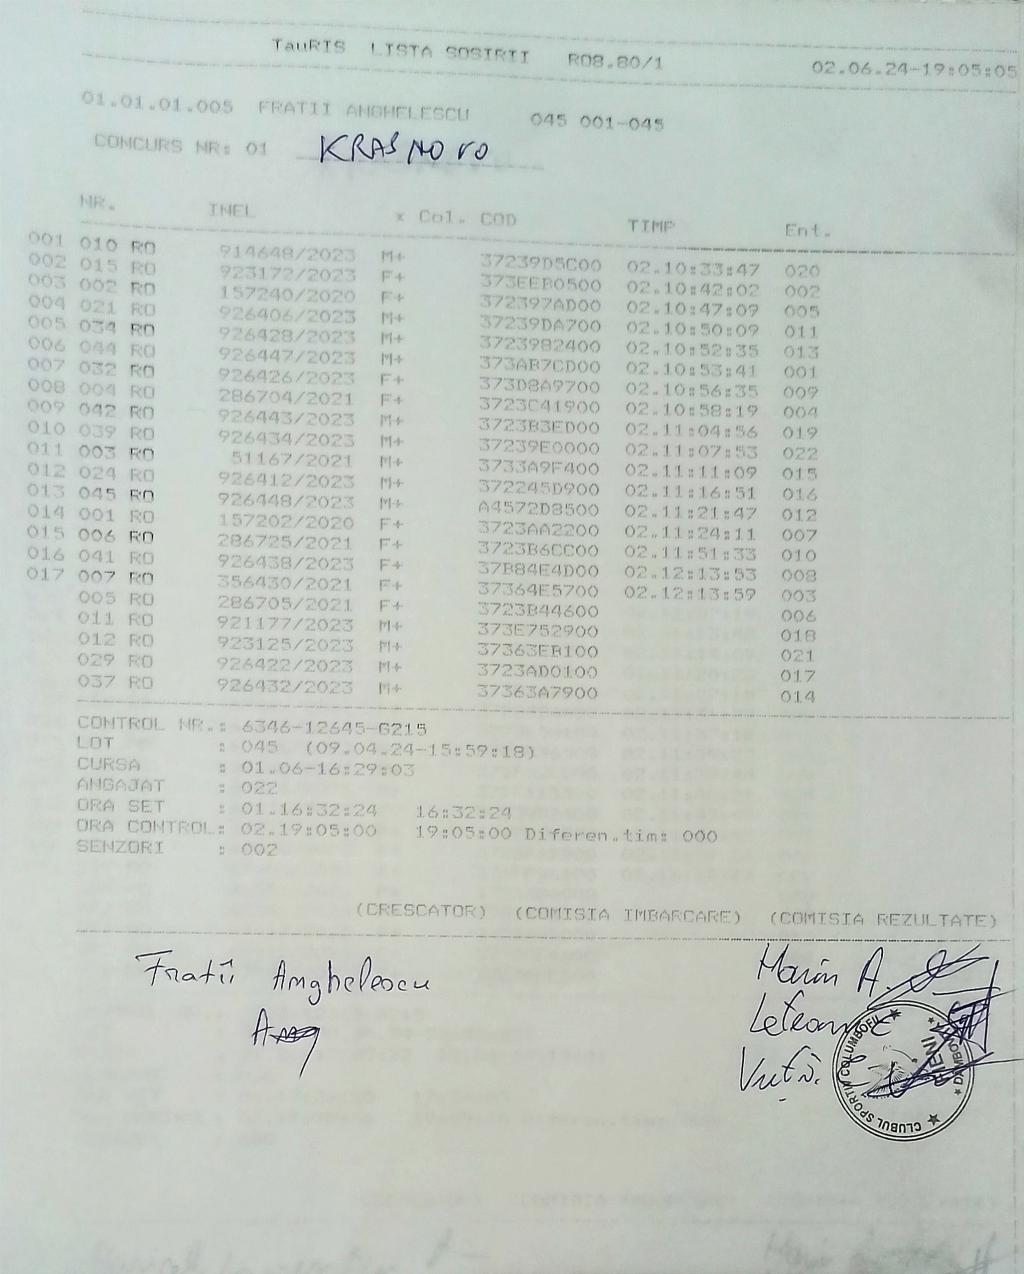 TauRIS LISTA SOSIRII RO8.80/1 02.06.24-19:05:05
01.01.01.005 FRATII ANGHELESCU 045 001-045
CONCURS NR: 01 KRASNOVO
NR. INEL x Col. COD TIMP Ent.
001 010 RO 914648/2023 M+ 37239D5C00 02.10:33:47 020
002 015 RO 923172/2023 F+ 373EEB0500 02.10:42:02 002
003 002 RO 157240/2020 F+ 372397AD00 02.10:47:09 005
004 021 RO 926406/2023 M+ 37239DA700 02.10:50:09 011
005 034 RO 926428/2023 M+ 3723982400 02.10:52:35 013
006 044 RO 926447/2023 M+ 373AB7CD00 02.10:53:41 001
007 032 RO 926426/2023 F+ 373D8A9700 02.10:56:35 009
008 004 RO 286704/2021 F+ 3723C41900 02.10:58:19 004
009 042 RO 926443/2023 M+ 3723B3ED00 02.11:04:56 019
010 039 RO 926434/2023 M+ 37239E0000 02.11:07:53 022
011 003 RO 51167/2021 M+ 3733A9F400 02.11:11:09 015
012 024 RO 926412/2023 M+ 372245D900 02.11:16:51 016
013 045 RO 926448/2023 M+ A4572D8500 02.11:21:47 012
014 001 RO 157202/2020 F+ 3723AA2200 02.11:24:11 007
015 006 RO 286725/2021 F+ 3723B6CC00 02.11:51:33 010
016 041 RO 926438/2023 F+ 37B84E4D00 02.12:13:53 008
017 007 RO 356430/2021 F+ 37364E5700 02.12:13:59 003
005 RO 286705/2021 F+ 3723B44600 006
011 RO 921177/2023 M+ 373E752900 018
012 RO 923125/2023 M+ 37363EB100 021
029 RO 926422/2023 M+ 3723AD0100 017
037 RO 926432/2023 M+ 37363A7900 014
CONTROL NR.: 6346-12645-G215
LOT : 045 (09.04.24-15:59:18)
CURSA : 01.06-16:29:03
ANGAJAT : 022
ORA SET : 01.16:32:24 16:32:24
ORA CONTROL: 02.19:05:00 19:05:00 Diferen.tim: 000
SENZORI : 002
(CRESCATOR) (COMISIA IMBARCARE) (COMISIA REZULTATE)
Fratii Anghelescu
Marin A.
CLUBUL SPORTIV COLUMBOFIL
DAMBOVITA